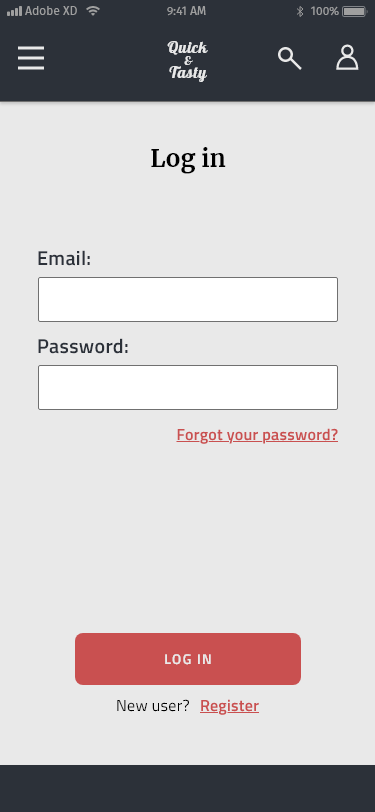 Adobe XD 9:41 AM 100%
Quick
&
Tasty
Log in
Email:
Password:
Forgot your password?
LOG IN
New user? Register